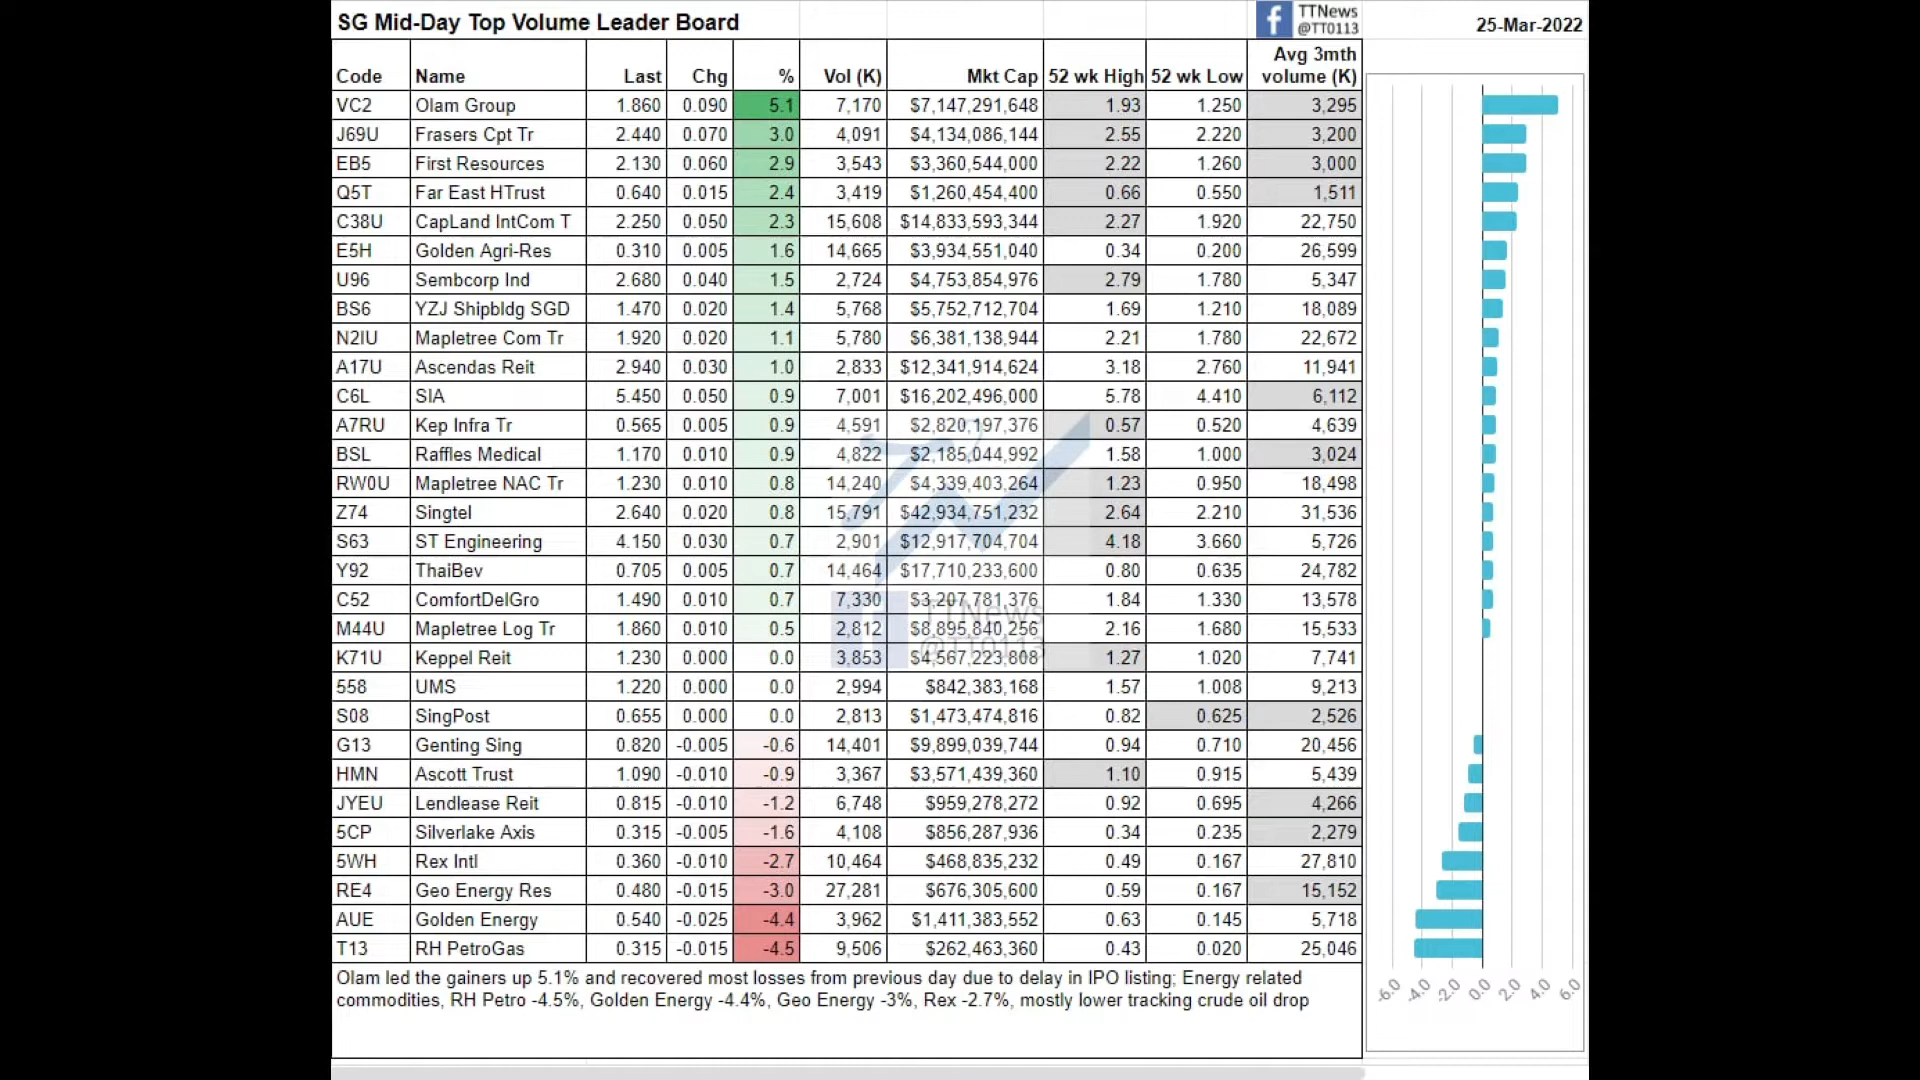 SG Mid-Day Top Volume Leader Board TTNews @TT0113 25-Mar-2022
Code Name Last Chg % Vol (K) Mkt Cap 52 wk High 52 wk Low Avg 3mth volume (K)
VC2 Olam Group 1.860 0.090 5.1 7,170 $7,147,291,648 1.93 1.250 3,295
J69U Frasers Cpt Tr 2.440 0.070 3.0 4,091 $4,134,086,144 2.55 2.220 3,200
EB5 First Resources 2.130 0.060 2.9 3,543 $3,360,544,000 2.22 1.260 3,000
Q5T Far East HTrust 0.640 0.015 2.4 3,419 $1,260,454,400 0.66 0.550 1,511
C38U CapLand IntCom T 2.250 0.050 2.3 15,608 $14,833,593,344 2.27 1.920 22,750
E5H Golden Agri-Res 0.310 0.005 1.6 14,665 $3,934,551,040 0.34 0.200 26,599
U96 Sembcorp Ind 2.680 0.040 1.5 2,724 $4,753,854,976 2.79 1.780 5,347
BS6 YZJ Shipbldg SGD 1.470 0.020 1.4 5,768 $5,752,712,704 1.69 1.210 18,089
N2IU Mapletree Com Tr 1.920 0.020 1.1 5,780 $6,381,138,944 2.21 1.780 22,672
A17U Ascendas Reit 2.940 0.030 1.0 2,833 $12,341,914,624 3.18 2.760 11,941
C6L SIA 5.450 0.050 0.9 7,001 $16,202,496,000 5.78 4.410 6,112
A7RU Kep Infra Tr 0.565 0.005 0.9 4,591 $2,820,197,376 0.57 0.520 4,639
BSL Raffles Medical 1.170 0.010 0.9 4,822 $2,185,044,992 1.58 1.000 3,024
RW0U Mapletree NAC Tr 1.230 0.010 0.8 14,240 $4,339,403,264 1.23 0.950 18,498
Z74 Singtel 2.640 0.020 0.8 15,791 $42,934,751,232 2.64 2.210 31,536
S63 ST Engineering 4.150 0.030 0.7 2,901 $12,917,704,704 4.18 3.660 5,726
Y92 ThaiBev 0.705 0.005 0.7 14,464 $17,710,233,600 0.80 0.635 24,782
C52 ComfortDelGro 1.490 0.010 0.7 7,330 $3,207,781,376 1.84 1.330 13,578
M44U Mapletree Log Tr 1.860 0.010 0.5 2,812 $8,895,840,256 2.16 1.680 15,533
K71U Keppel Reit 1.230 0.000 0.0 3,853 $4,567,223,808 1.27 1.020 7,741
558 UMS 1.220 0.000 0.0 2,994 $842,383,168 1.57 1.008 9,213
S08 SingPost 0.655 0.000 0.0 2,813 $1,473,474,816 0.82 0.625 2,526
G13 Genting Sing 0.820 -0.005 -0.6 14,401 $9,899,039,744 0.94 0.710 20,456
HMN Ascott Trust 1.090 -0.010 -0.9 3,367 $3,571,439,360 1.10 0.915 5,439
JYEU Lendlease Reit 0.815 -0.010 -1.2 6,748 $959,278,272 0.92 0.695 4,266
5CP Silverlake Axis 0.315 -0.005 -1.6 4,108 $856,287,936 0.34 0.235 2,279
5WH Rex Intl 0.360 -0.010 -2.7 10,464 $468,835,232 0.49 0.167 27,810
RE4 Geo Energy Res 0.480 -0.015 -3.0 27,281 $676,305,600 0.59 0.167 15,152
AUE Golden Energy 0.540 -0.025 -4.4 3,962 $1,411,383,552 0.63 0.145 5,718
T13 RH PetroGas 0.315 -0.015 -4.5 9,506 $262,463,360 0.43 0.020 25,046
Olam led the gainers up 5.1% and recovered most losses from previous day due to delay in IPO listing; Energy related
commodities, RH Petro -4.5%, Golden Energy -4.4%, Geo Energy -3%, Rex -2.7%, mostly lower tracking crude oil drop
-6.0 -4.0 -2.0 0.0 2.0 4.0 6.0
TTNews
@TT0113